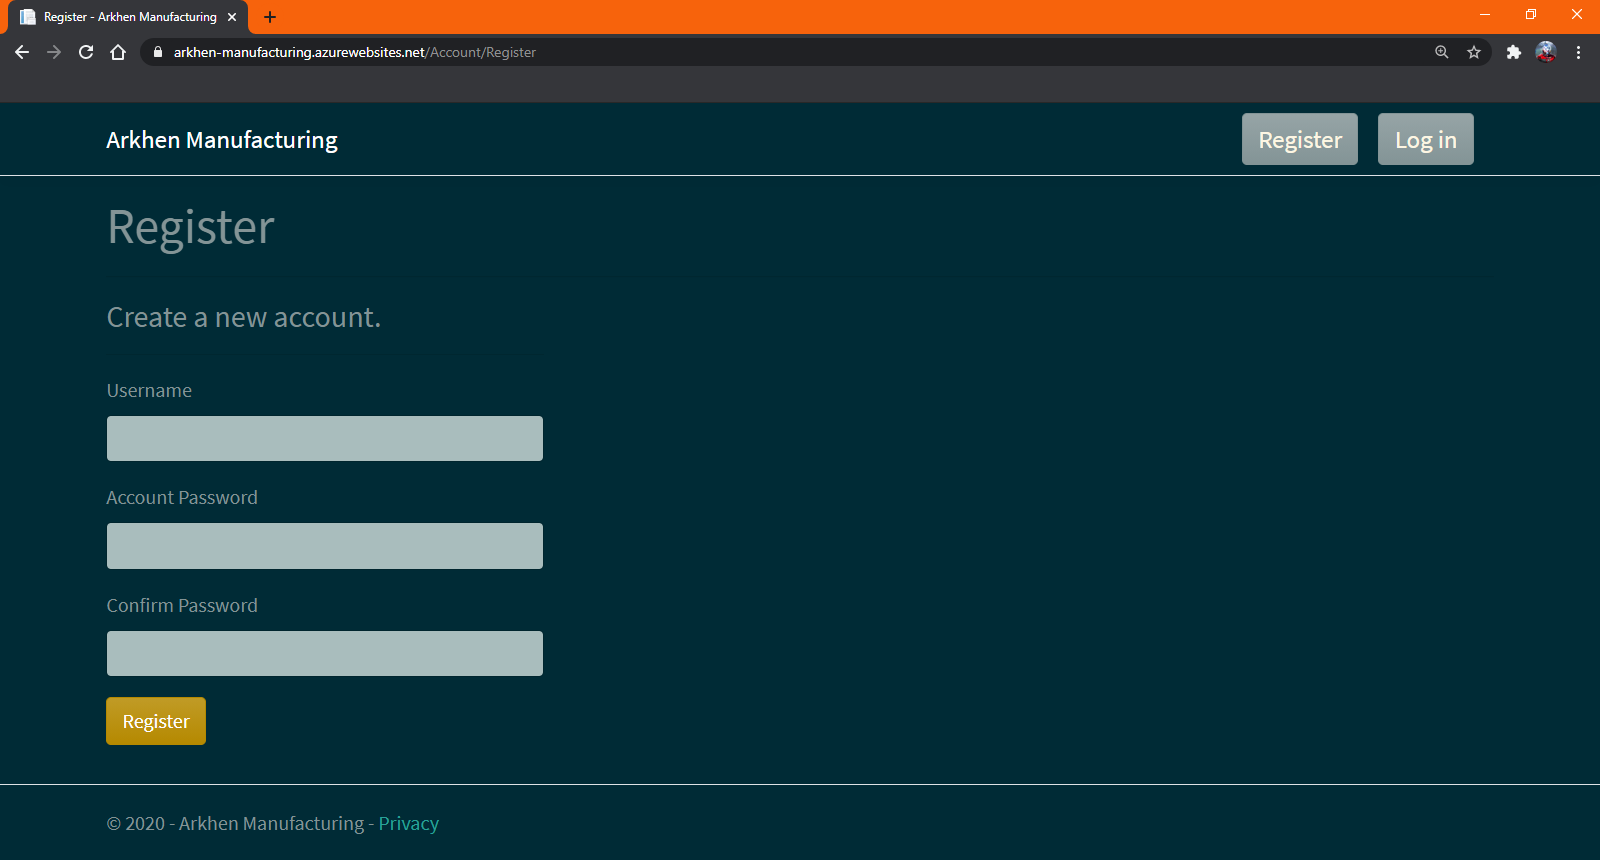 Register - Arkhen Manufacturing
arkhen-manufacturing.azurewebsites.net/Account/Register
Arkhen Manufacturing
Register
Log in
Register
Create a new account.
Username
Account Password
Confirm Password
Register
© 2020 - Arkhen Manufacturing - Privacy